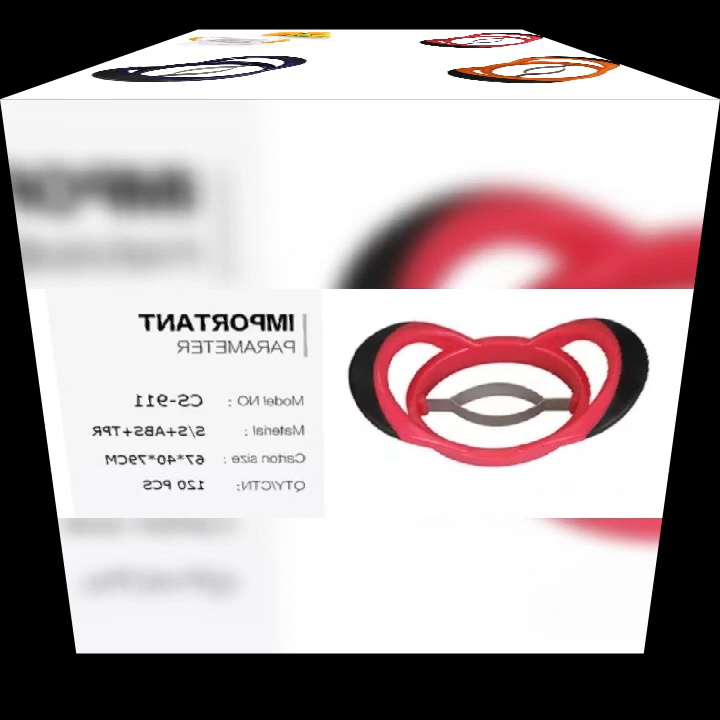 IMPORTANT
PARAMETER
Model NO : CS-911
Material : S/S+ABS+TPR
Carton size : 67*40*79CM
QTY/CTN: 120 PCS